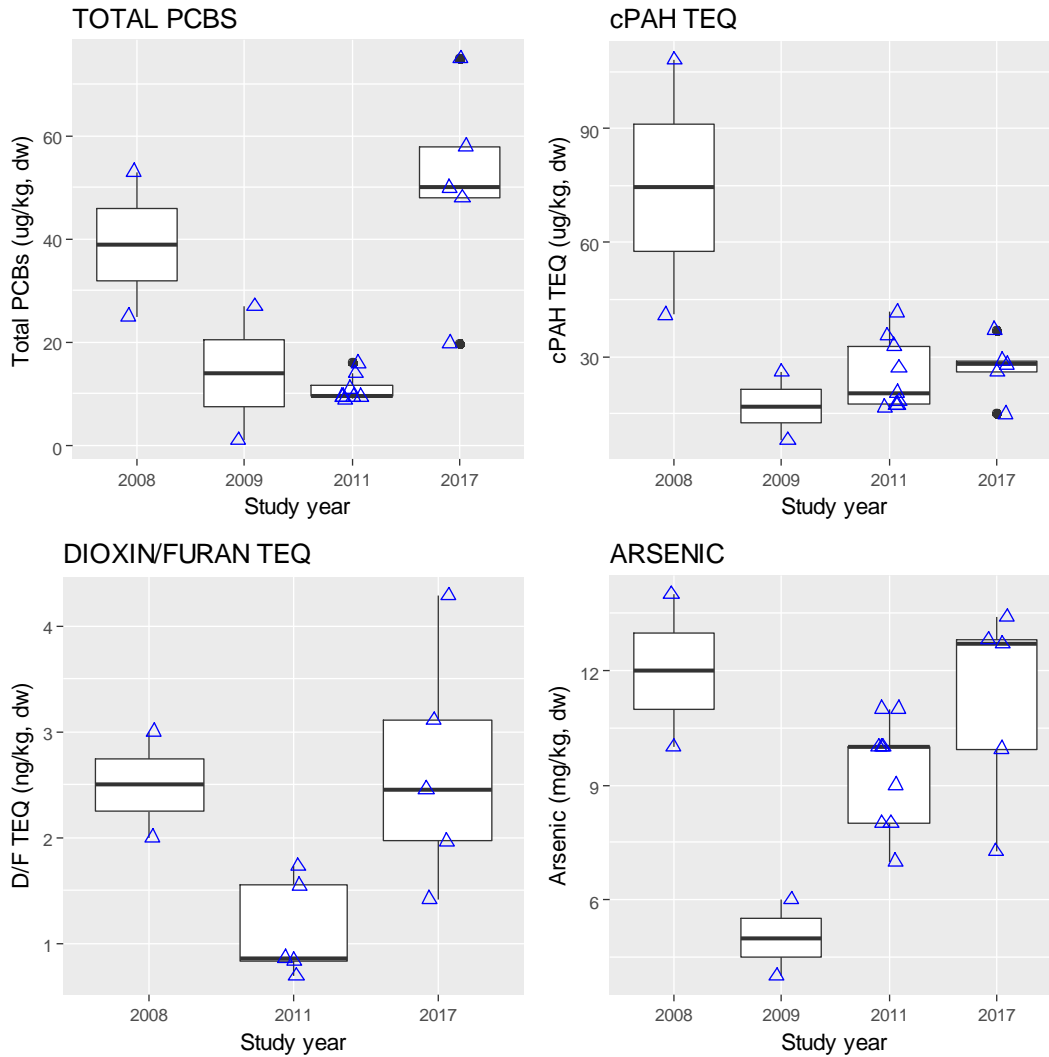 TOTAL PCBS
Total PCBs (ug/kg, dw)
60
40
20
0
2008 2009 2011 2017
Study year
cPAH TEQ
cPAH TEQ (ug/kg, dw)
90
60
30
2008 2009 2011 2017
Study year
DIOXIN/FURAN TEQ
D/F TEQ (ng/kg, dw)
4
3
2
1
2008 2011 2017
Study year
ARSENIC
Arsenic (mg/kg, dw)
12
9
6
2008 2009 2011 2017
Study year